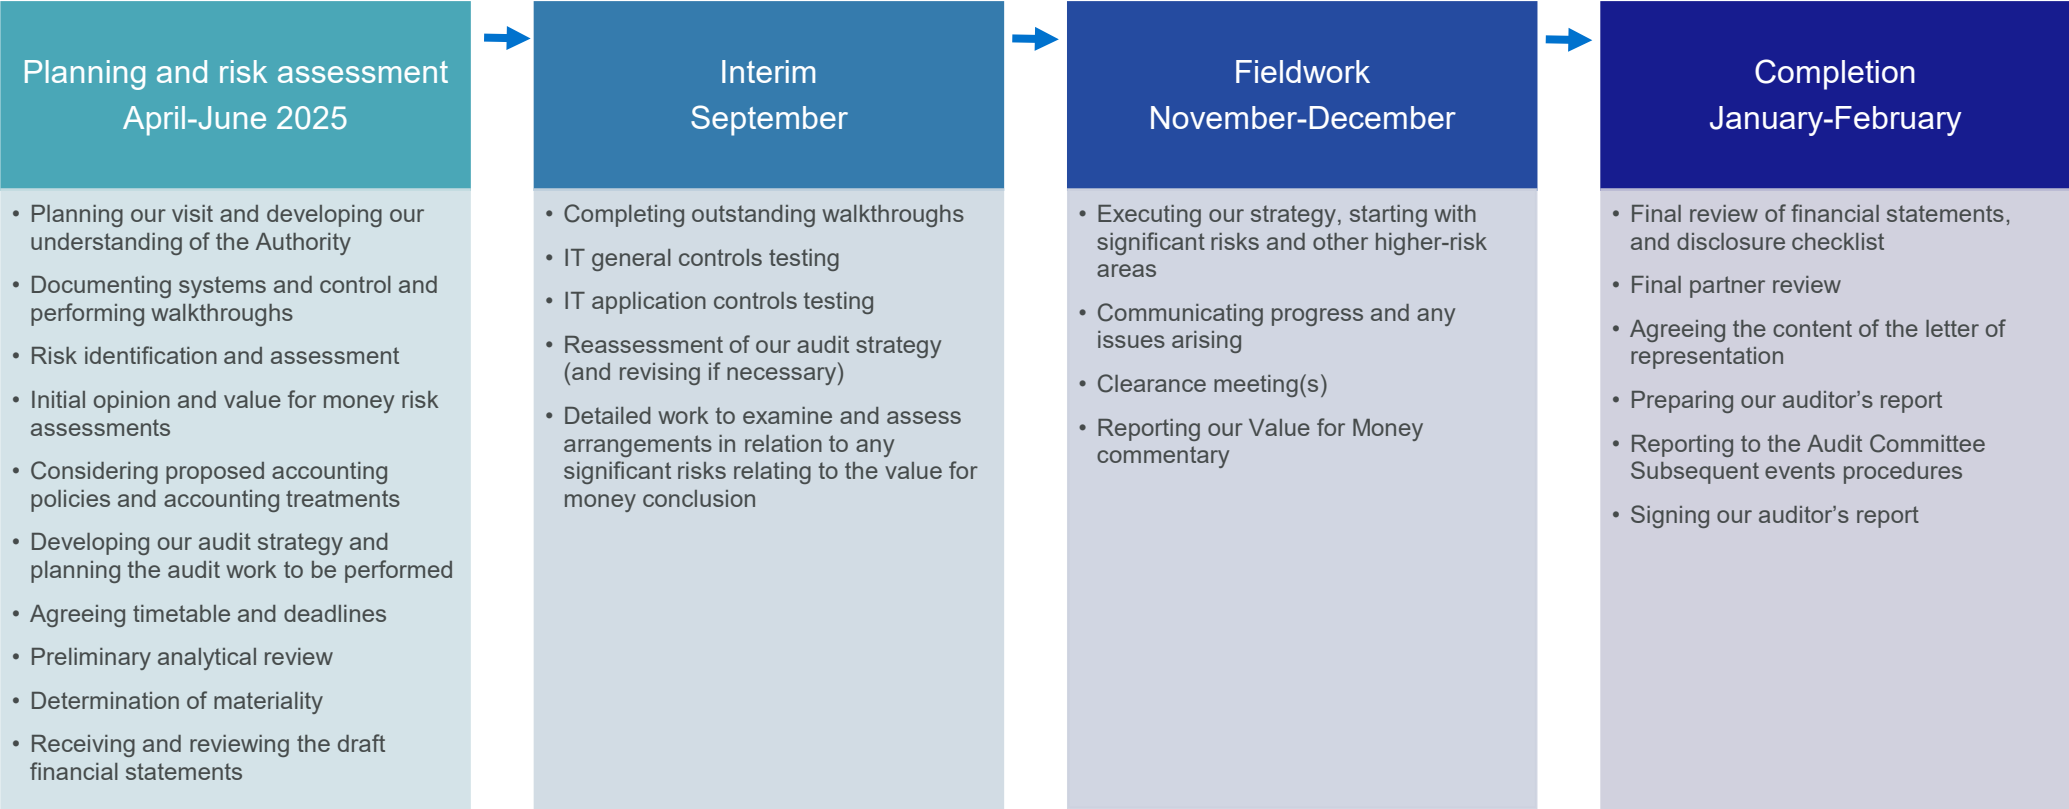 Planning and risk assessment
April-June 2025
• Planning our visit and developing our
understanding of the Authority
• Documenting systems and control and
performing walkthroughs
• Risk identification and assessment
• Initial opinion and value for money risk
assessments
• Considering proposed accounting
policies and accounting treatments
• Developing our audit strategy and
planning the audit work to be performed
• Agreeing timetable and deadlines
• Preliminary analytical review
• Determination of materiality
• Receiving and reviewing the draft
financial statements
Interim
September
• Completing outstanding walkthroughs
• IT general controls testing
• IT application controls testing
• Reassessment of our audit strategy
(and revising if necessary)
• Detailed work to examine and assess
arrangements in relation to any
significant risks relating to the value for
money conclusion
Fieldwork
November-December
• Executing our strategy, starting with
significant risks and other higher-risk
areas
• Communicating progress and any
issues arising
• Clearance meeting(s)
• Reporting our Value for Money
commentary
Completion
January-February
• Final review of financial statements,
and disclosure checklist
• Final partner review
• Agreeing the content of the letter of
representation
• Preparing our auditor’s report
• Reporting to the Audit Committee
Subsequent events procedures
• Signing our auditor’s report